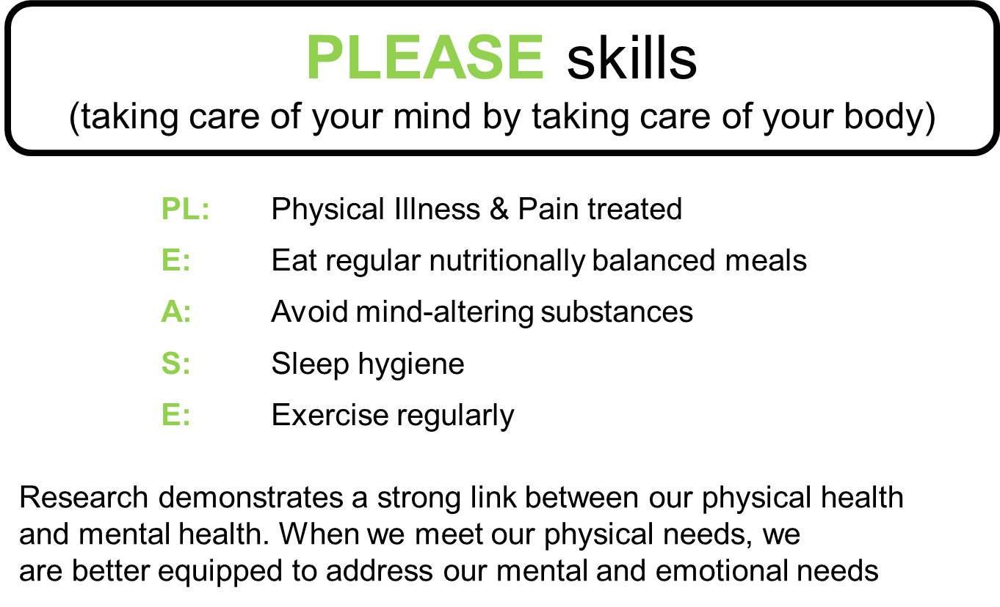 PLEASE skills
(taking care of your mind by taking care of your body)
PL: Physical Illness & Pain treated
E: Eat regular nutritionally balanced meals
A: Avoid mind-altering substances
S: Sleep hygiene
E: Exercise regularly
Research demonstrates a strong link between our physical health
and mental health. When we meet our physical needs, we
are better equipped to address our mental and emotional needs